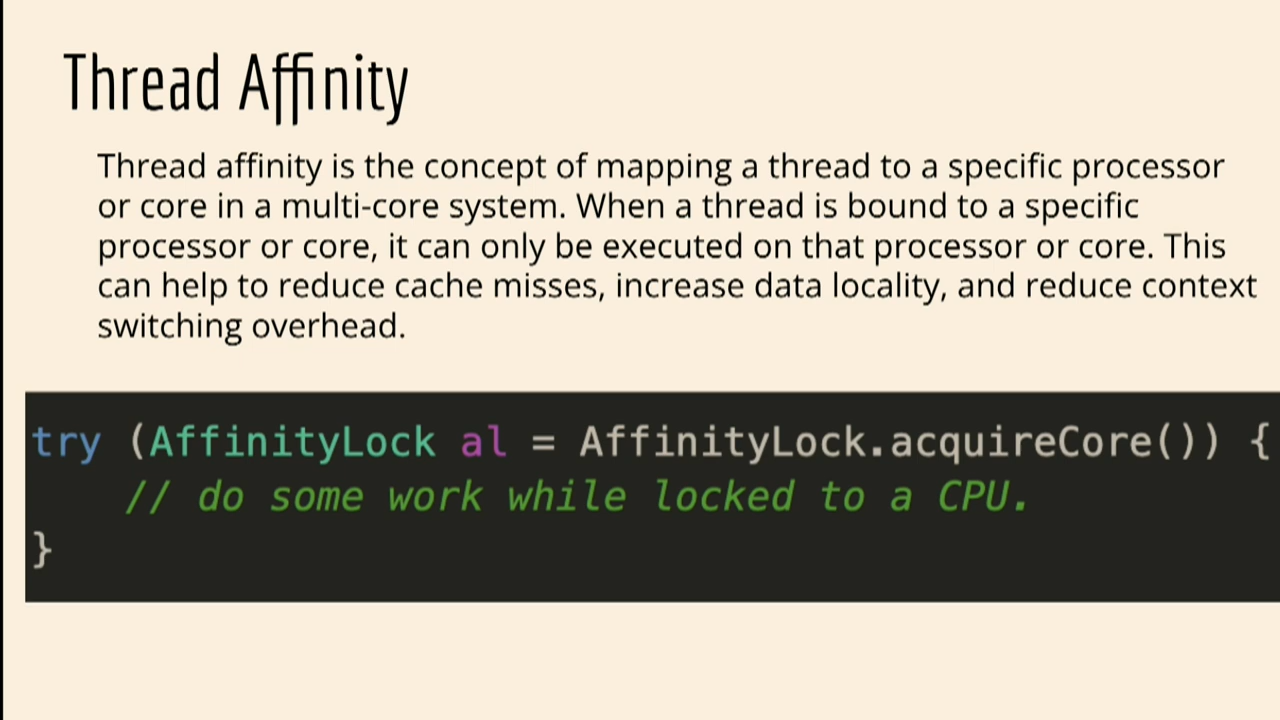 Thread Affinity
Thread affinity is the concept of mapping a thread to a specific processor
or core in a multi-core system. When a thread is bound to a specific
processor or core, it can only be executed on that processor or core. This
can help to reduce cache misses, increase data locality, and reduce context
switching overhead.
try (AffinityLock al = AffinityLock.acquireCore()) {
    // do some work while locked to a CPU.
}